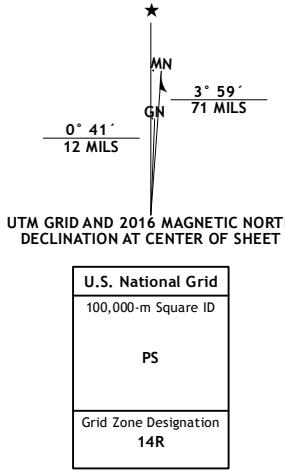 ★
MN
GN
3° 59´
71 MILS
0° 41´
12 MILS
UTM GRID AND 2016 MAGNETIC NORT
DECLINATION AT CENTER OF SHEET
U.S. National Grid
100,000-m Square ID
PS
Grid Zone Designation
14R